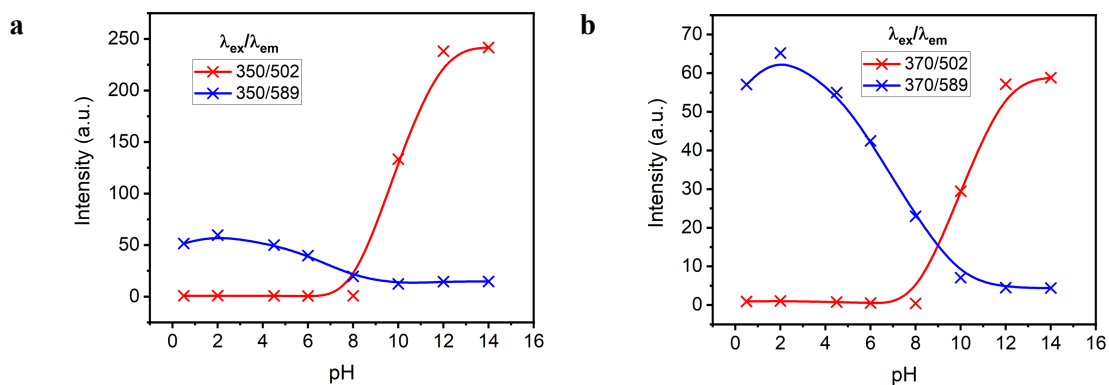 a
λex/λem
350/502
350/589
Intensity (a.u.)
250
200
150
100
50
0
0 2 4 6 8 10 12 14 16
pH
b
λex/λem
370/502
370/589
Intensity (a.u.)
70
60
50
40
30
20
10
0
0 2 4 6 8 10 12 14 16
pH